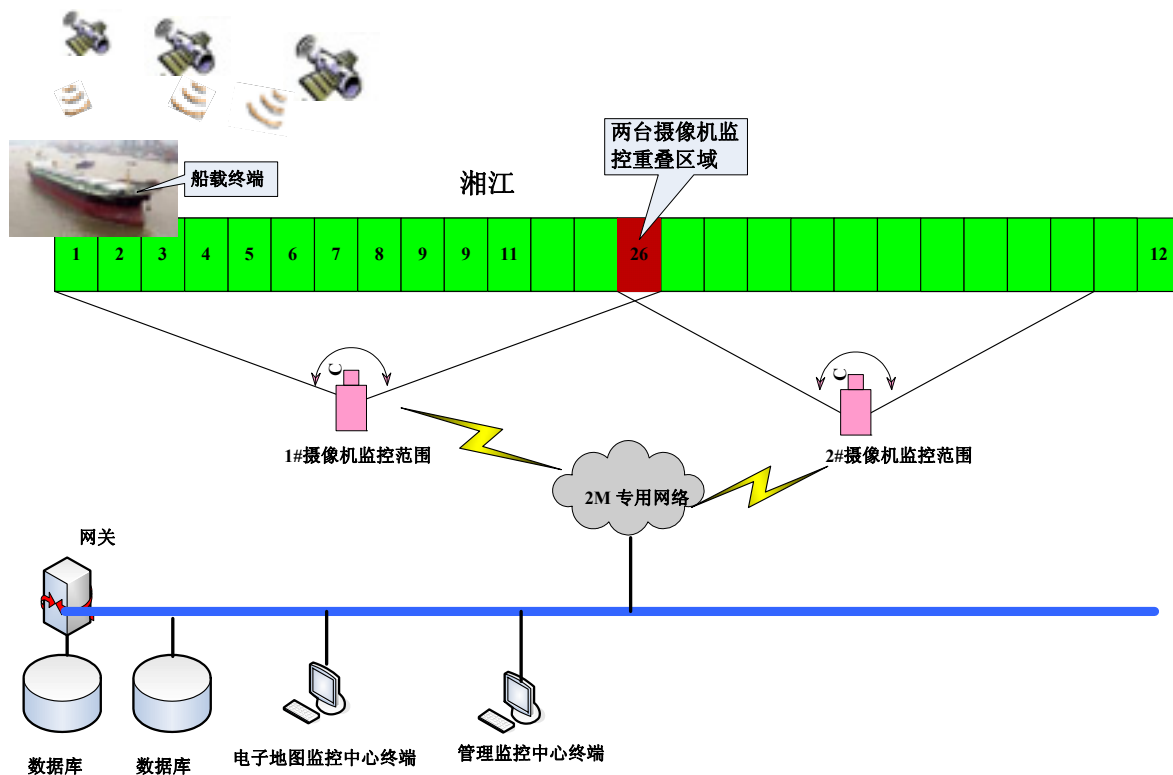 两台摄像机监
控重叠区域
船载终端
湘江
1 2 3 4 5 6 7 8 9 9 11 26 12
C
C
1#摄像机监控范围
2#摄像机监控范围
2M 专用网络
网关
数据库
数据库
电子地图监控中心终端
管理监控中心终端